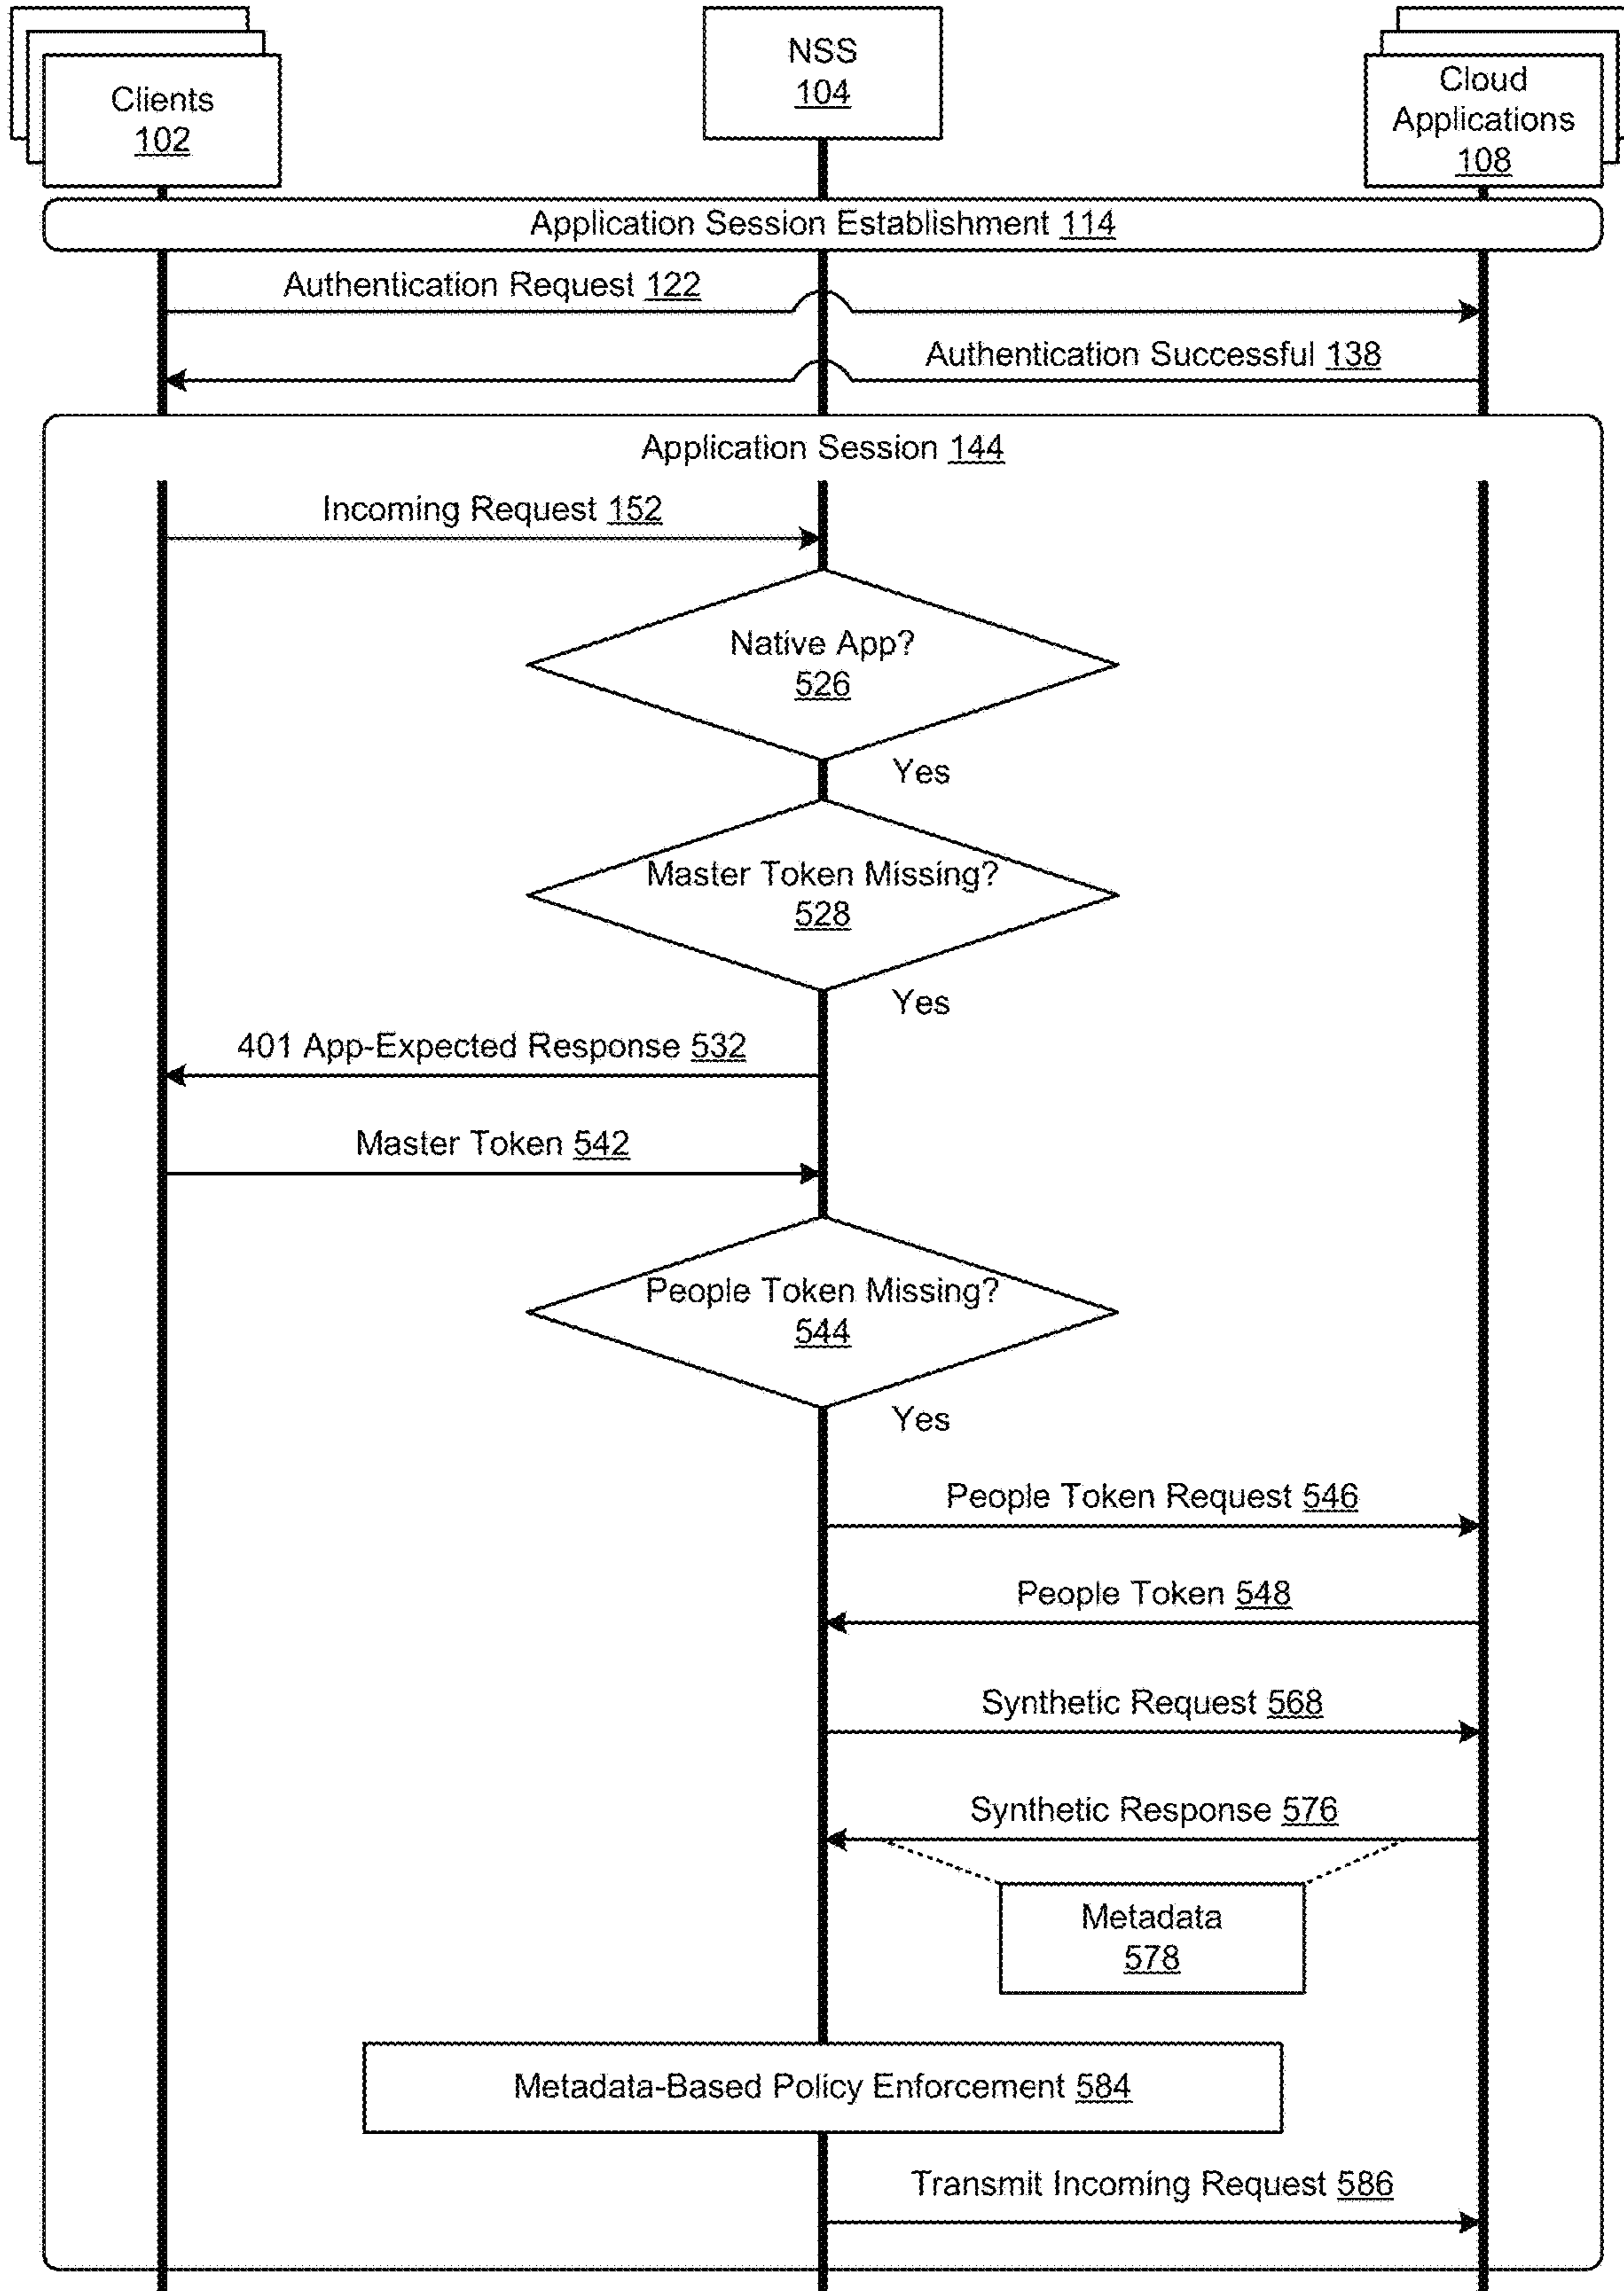 Clients
102
NSS
104
Cloud
Applications
108
Application Session Establishment 114
Authentication Request 122
Authentication Successful 138
Application Session 144
Incoming Request 152
Native App?
526
Yes
Master Token Missing?
528
Yes
401 App-Expected Response 532
Master Token 542
People Token Missing?
544
Yes
People Token Request 546
People Token 548
Synthetic Request 568
Synthetic Response 576
Metadata
578
Metadata-Based Policy Enforcement 584
Transmit Incoming Request 586